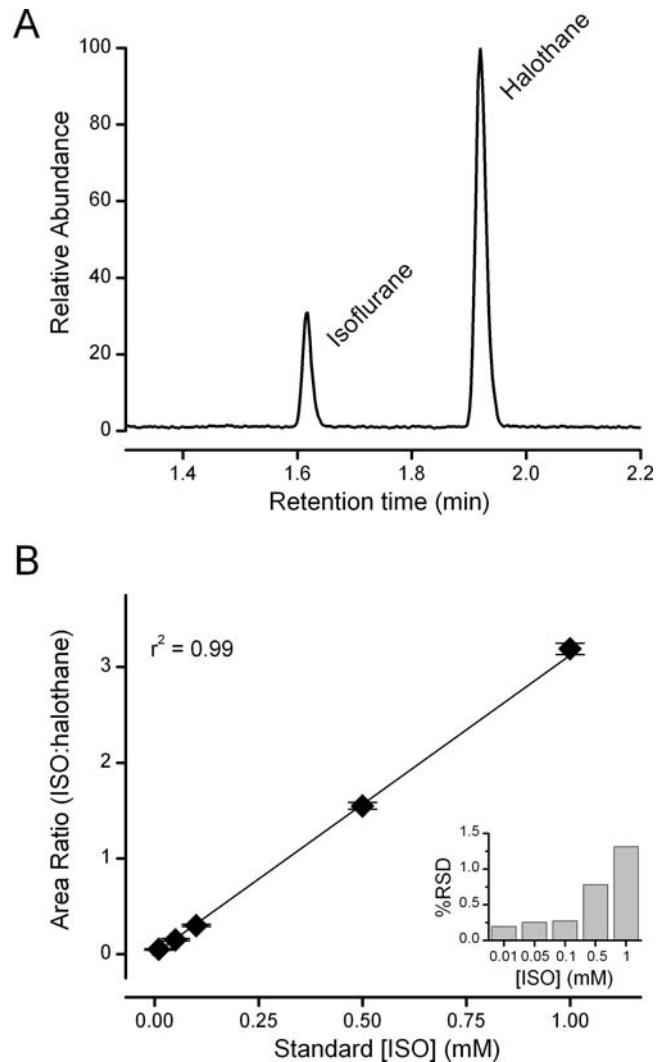 A
Relative Abundance
100
80
60
40
20
0
Isoflurane
Halothane
1.4 1.6 1.8 2.0 2.2
Retention time (min)
B
Area Ratio (ISO:halothane)
r² = 0.99
3
2
1
0
%RSD
1.5
1.0
0.5
0.0
0.01 0.05 0.1 0.5 1
[ISO] (mM)
0.00 0.25 0.50 0.75 1.00
Standard [ISO] (mM)